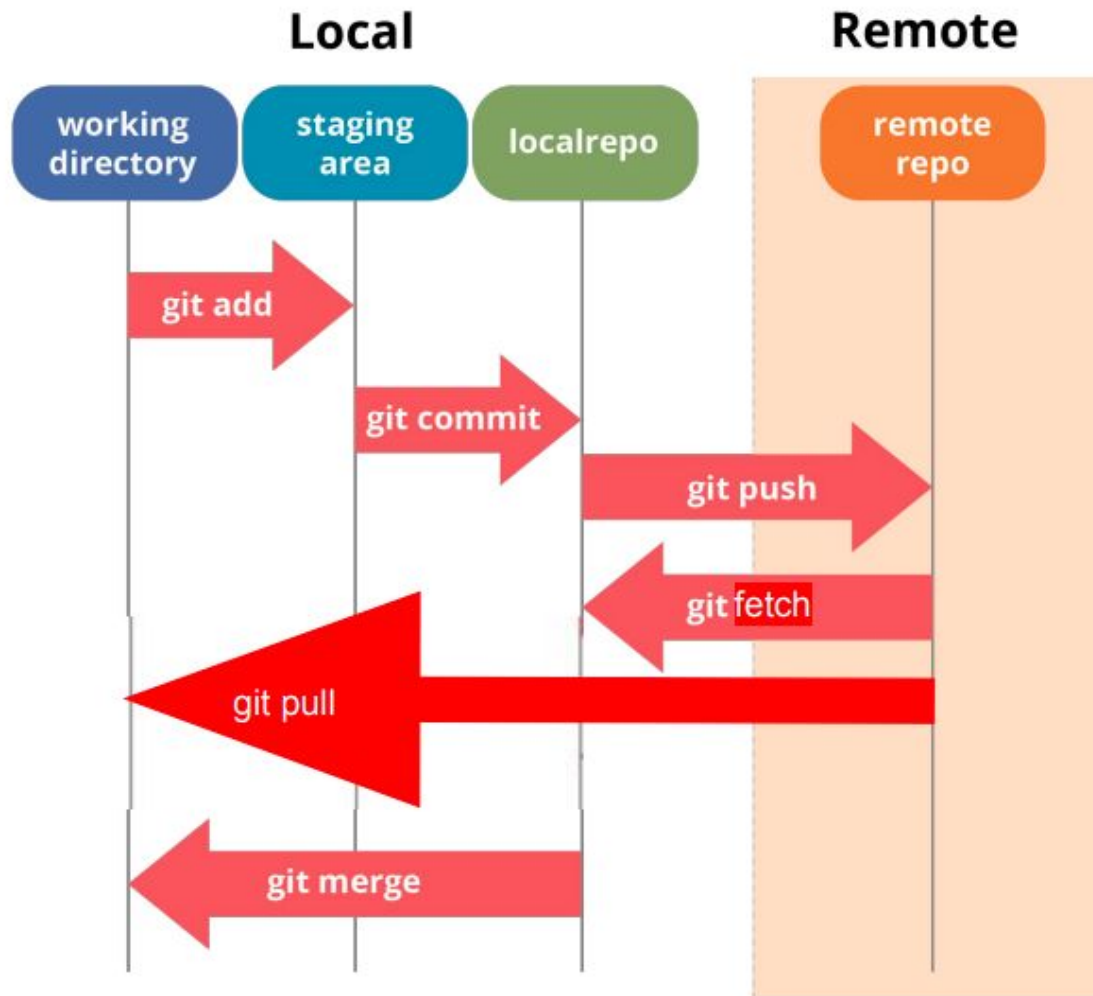 Local
Remote
working
directory
staging
area
localrepo
remote
repo
git add
git commit
git push
git fetch
git pull
git merge